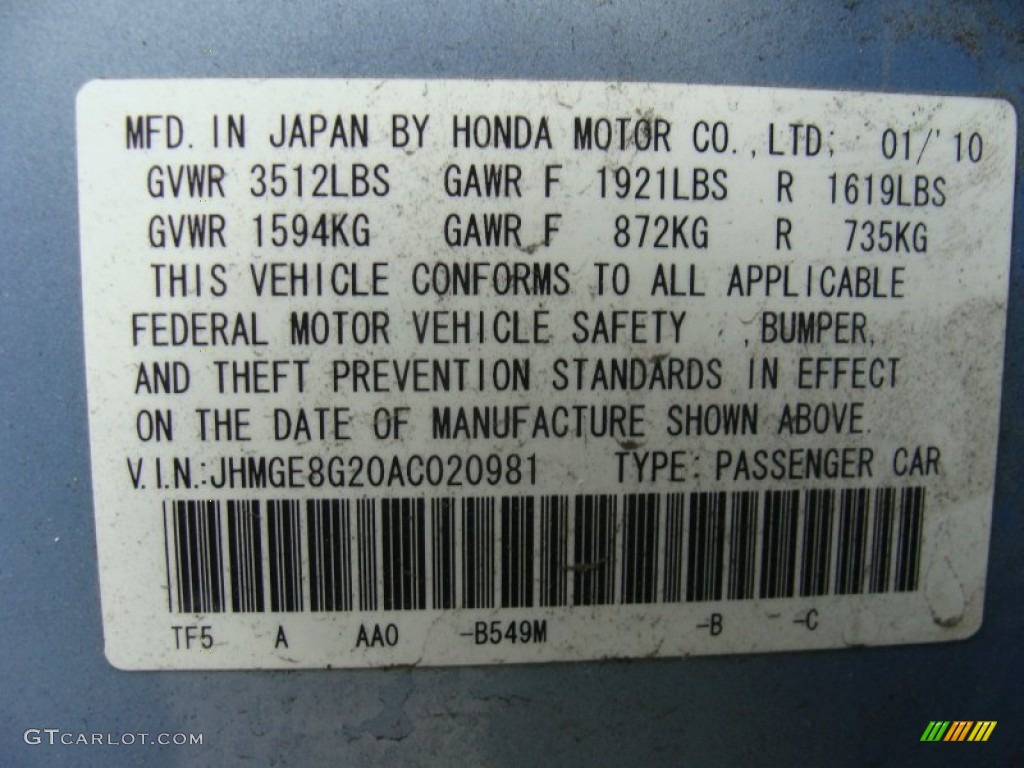 MFD. IN JAPAN BY HONDA MOTOR CO., LTD; 01/'10
GVWR 3512LBS GAWR F 1921LBS R 1619LBS
GVWR 1594KG GAWR F 872KG R 735KG
THIS VEHICLE CONFORMS TO ALL APPLICABLE
FEDERAL MOTOR VEHICLE SAFETY , BUMPER,
AND THEFT PREVENTION STANDARDS IN EFFECT
ON THE DATE OF MANUFACTURE SHOWN ABOVE.
V.I.N.:JHMGE8G20AC020981 TYPE: PASSENGER CAR
TF5 A AA0 -B549M -B -C
GTCARLOT.COM